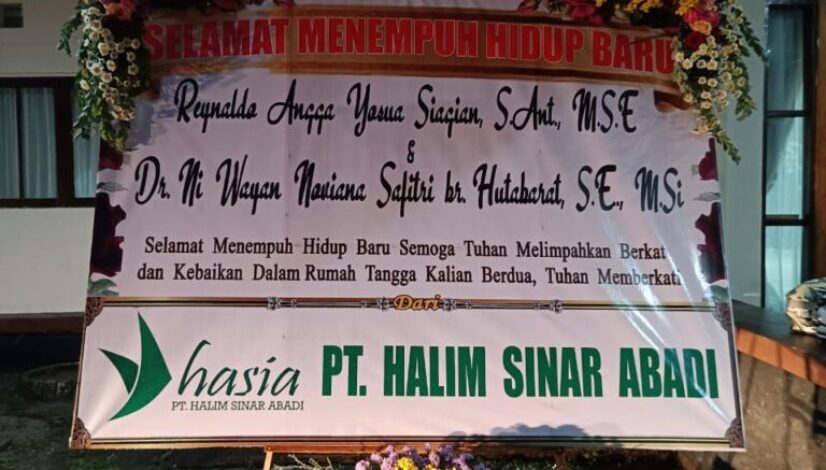 SELAMAT MENEMPUH HIDUP BARU
Reynaldo Angga Yosua Siagian, S.Ant., M.S.E
&
Dr. Ni Wayan Noviana Safitri br. Hutabarat, S.E., M.Si
Selamat Menempuh Hidup Baru Semoga Tuhan Melimpahkan Berkat
dan Kebaikan Dalam Rumah Tangga Kalian Berdua, Tuhan Memberkati
Dari
hasia PT. HALIM SINAR ABADI
PT. HALIM SINAR ABADI